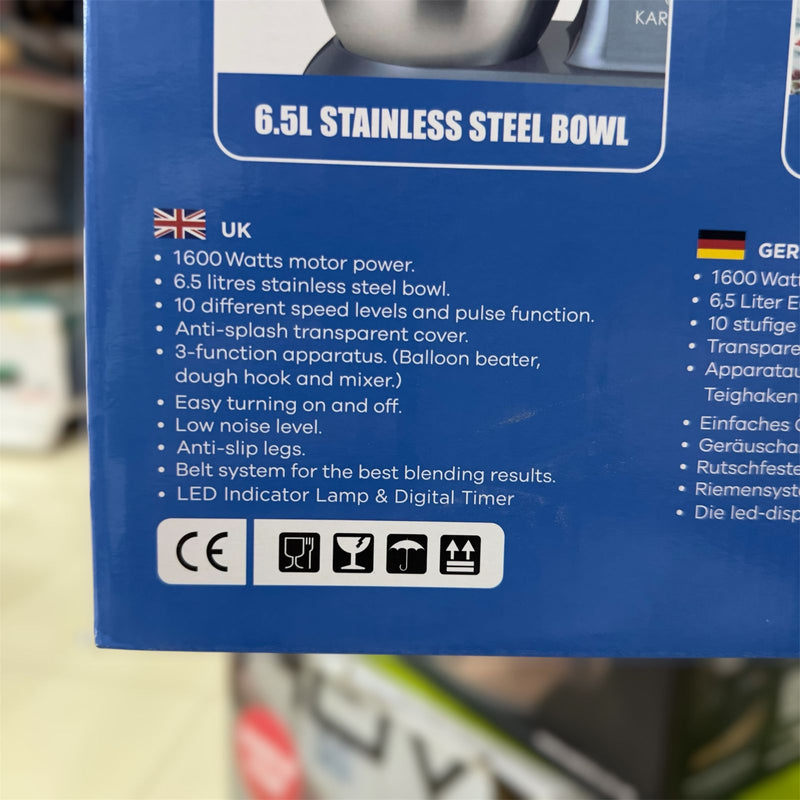 KAR
6.5L STAINLESS STEEL BOWL
UK
• 1600 Watts motor power.
• 6.5 litres stainless steel bowl.
• 10 different speed levels and pulse function.
• Anti-splash transparent cover.
• 3-function apparatus. (Balloon beater,
dough hook and mixer.)
• Easy turning on and off.
• Low noise level.
• Anti-slip legs.
• Belt system for the best blending results.
• LED Indicator Lamp & Digital Timer
CE
GER
• 1600 Watt
• 6,5 Liter E
• 10 stufige
• Transpare
• Apparatau
Teighaken
• Einfaches
• Geräuscha
• Rutschfeste
• Riemensyst
• Die led-disp